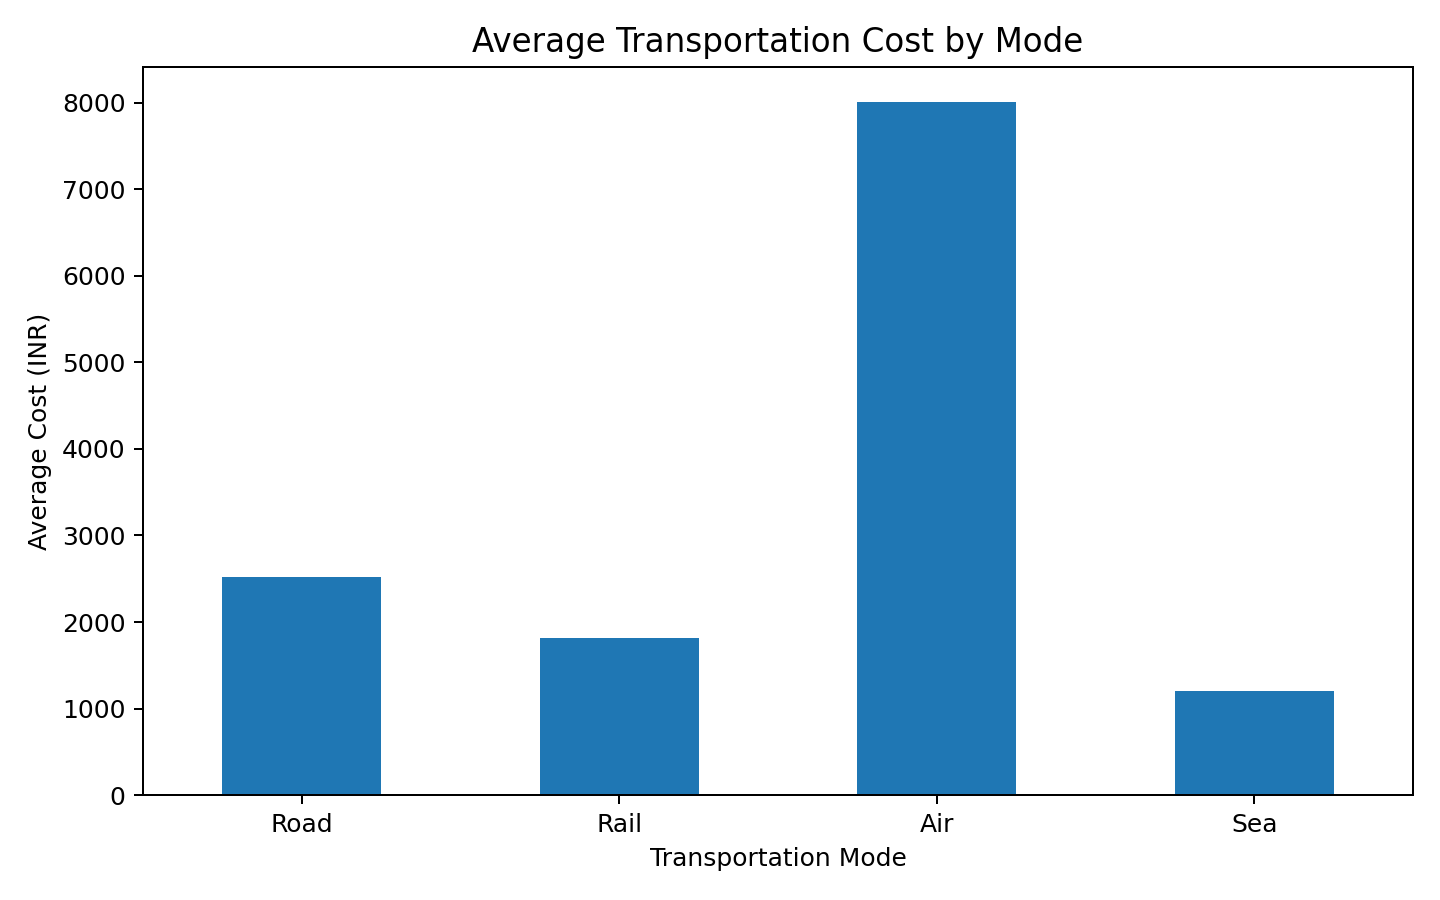 Average Transportation Cost by Mode
8000
7000
6000
5000
4000
3000
2000
1000
0
Average Cost (INR)
Road Rail Air Sea
Transportation Mode